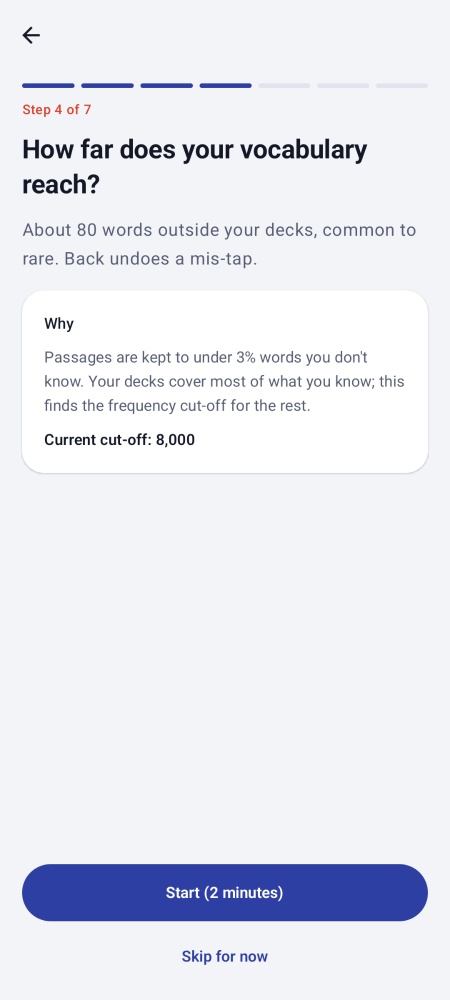 Step 4 of 7
How far does your vocabulary
reach?
About 80 words outside your decks, common to
rare. Back undoes a mis-tap.
Why
Passages are kept to under 3% words you don't
know. Your decks cover most of what you know; this
finds the frequency cut-off for the rest.
Current cut-off: 8,000
Start (2 minutes)
Skip for now